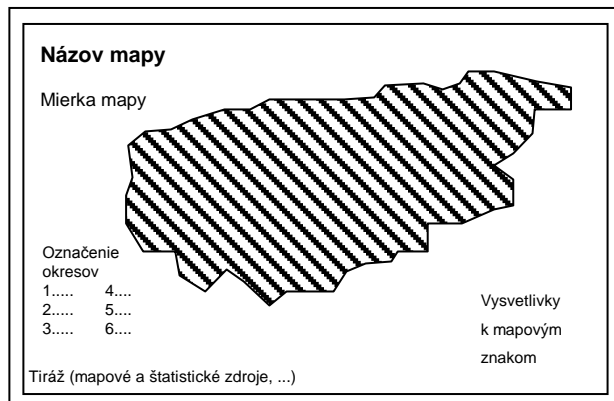 Názov mapy
Mierka mapy
Označenie
okresov
1..... 4....
2..... 5....
3..... 6....
Vysvetlivky
k mapovým
znakom
Tiráž (mapové a štatistické zdroje, ...)